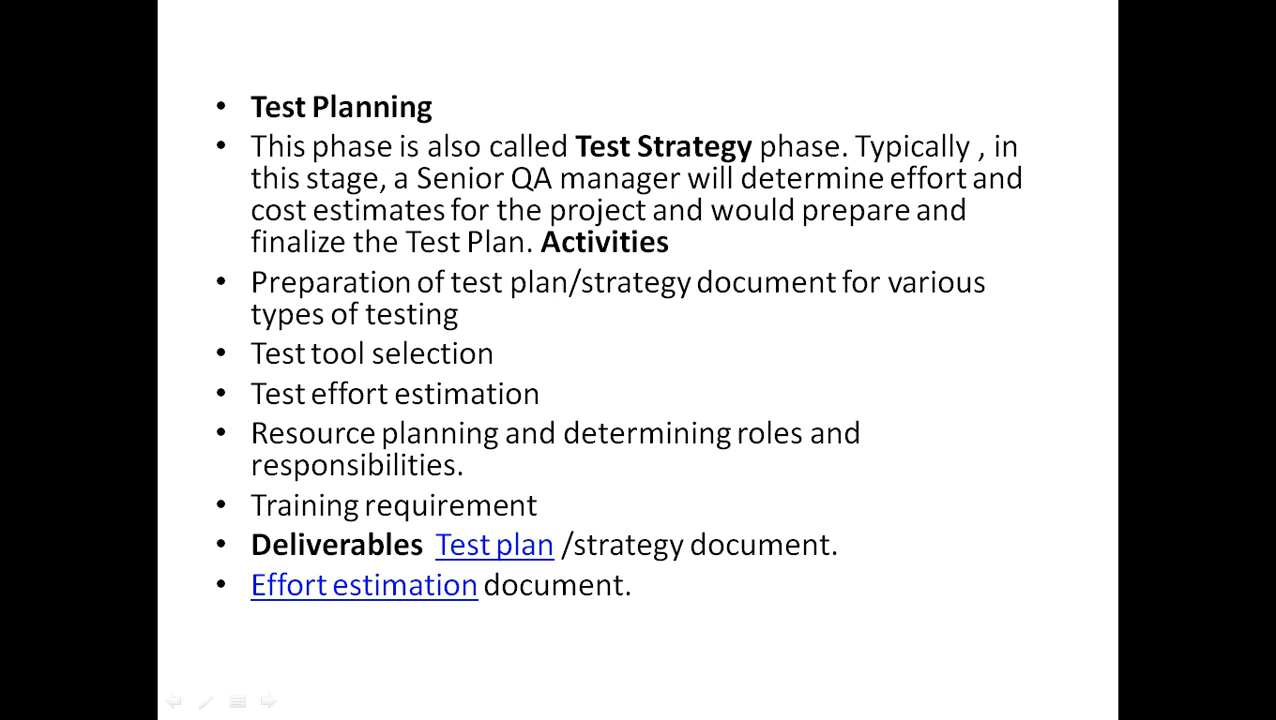 • Test Planning
• This phase is also called Test Strategy phase. Typically , in
this stage, a Senior QA manager will determine effort and
cost estimates for the project and would prepare and
finalize the Test Plan. Activities
• Preparation of test plan/strategy document for various
types of testing
• Test tool selection
• Test effort estimation
• Resource planning and determining roles and
responsibilities.
• Training requirement
• Deliverables Test plan /strategy document.
• Effort estimation document.